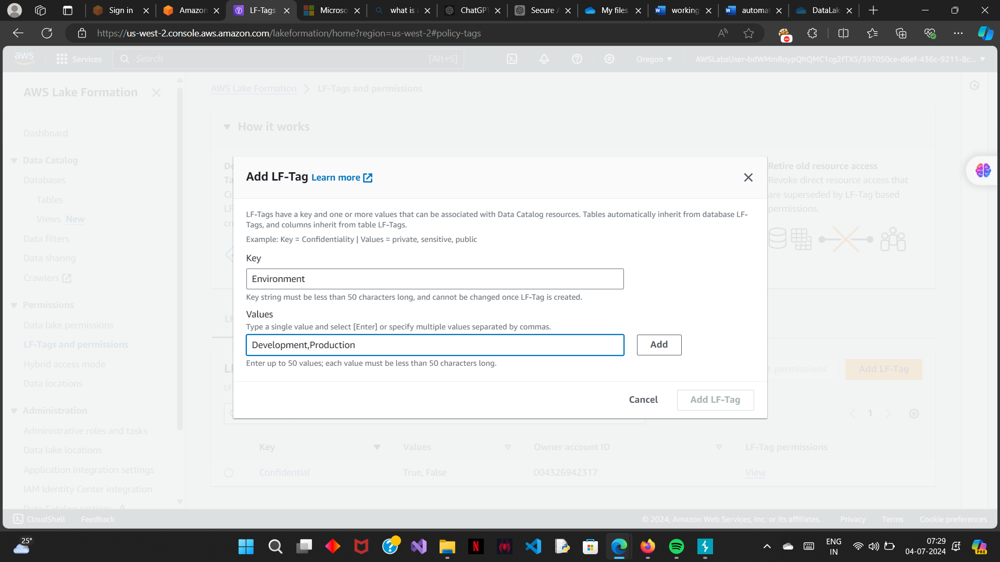 Sign in
Amazon
LF-Tags
Microso
what is a
ChatGPT
Secure A
My files
working
automat
DataLak
https://us-west-2.console.aws.amazon.com/lakeformation/home?region=us-west-2#policy-tags
aws
Services
Search
[Alt+S]
Oregon
AWSLabsUser-bdWMmRoypQhQMC1cg2fTX5/397050ce-d6ef-436c-9211-8c...
AWS Lake Formation
Dashboard
Data Catalog
Databases
Tables
Views New
Data filters
Data sharing
Crawlers
Permissions
Data lake permissions
LF-Tags and permissions
Hybrid access mode
Data locations
Administration
Administrative roles and tasks
Data lake locations
Application integration settings
IAM Identity Center integration
Data Catalog settings
AWS Lake Formation > LF-Tags and permissions
How it works
Retire old resource access
Revoke direct resource access that
are superseded by LF-Tag based
permissions.
Add LF-Tag Learn more
LF-Tags have a key and one or more values that can be associated with Data Catalog resources. Tables automatically inherit from database LF-
Tags, and columns inherit from table LF-Tags.
Example: Key = Confidentiality | Values = private, sensitive, public
Key
Environment
Key string must be less than 50 characters long, and cannot be changed once LF-Tag is created.
Values
Type a single value and select [Enter] or specify multiple values separated by commas.
Development,Production
Add
Enter up to 50 values; each value must be less than 50 characters long.
Cancel
Add LF-Tag
permissions
Add LF-Tag
1
Key
Values
Owner account ID
LF-Tag permissions
Confidential
True, False
004326942317
View
CloudShell
Feedback
© 2024, Amazon Web Services, Inc. or its affiliates.
Privacy
Terms
Cookie preferences
25°
ENG
IN
07:29
04-07-2024
PRE